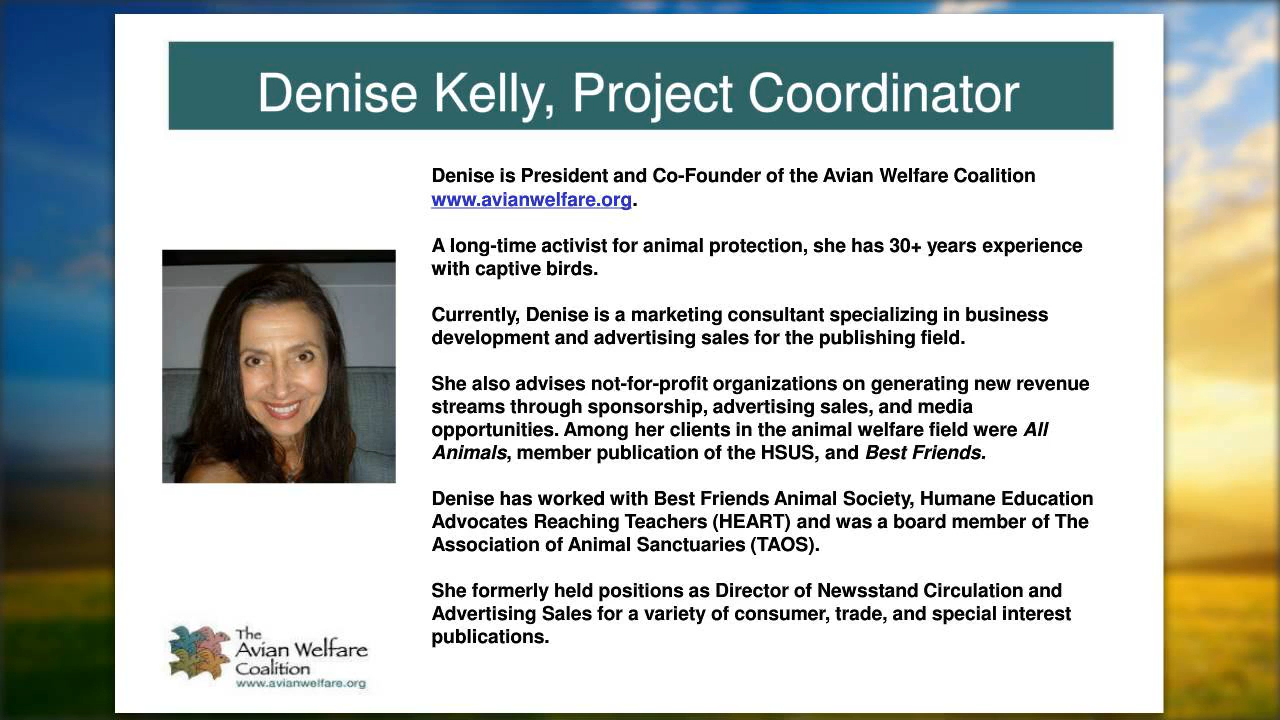 Denise Kelly, Project Coordinator
Denise is President and Co-Founder of the Avian Welfare Coalition
www.avianwelfare.org.
A long-time activist for animal protection, she has 30+ years experience
with captive birds.
Currently, Denise is a marketing consultant specializing in business
development and advertising sales for the publishing field.
She also advises not-for-profit organizations on generating new revenue
streams through sponsorship, advertising sales, and media
opportunities. Among her clients in the animal welfare field were All
Animals, member publication of the HSUS, and Best Friends.
Denise has worked with Best Friends Animal Society, Humane Education
Advocates Reaching Teachers (HEART) and was a board member of The
Association of Animal Sanctuaries (TAOS).
She formerly held positions as Director of Newsstand Circulation and
Advertising Sales for a variety of consumer, trade, and special interest
publications.
The
Avian Welfare
Coalition
www.avianwelfare.org